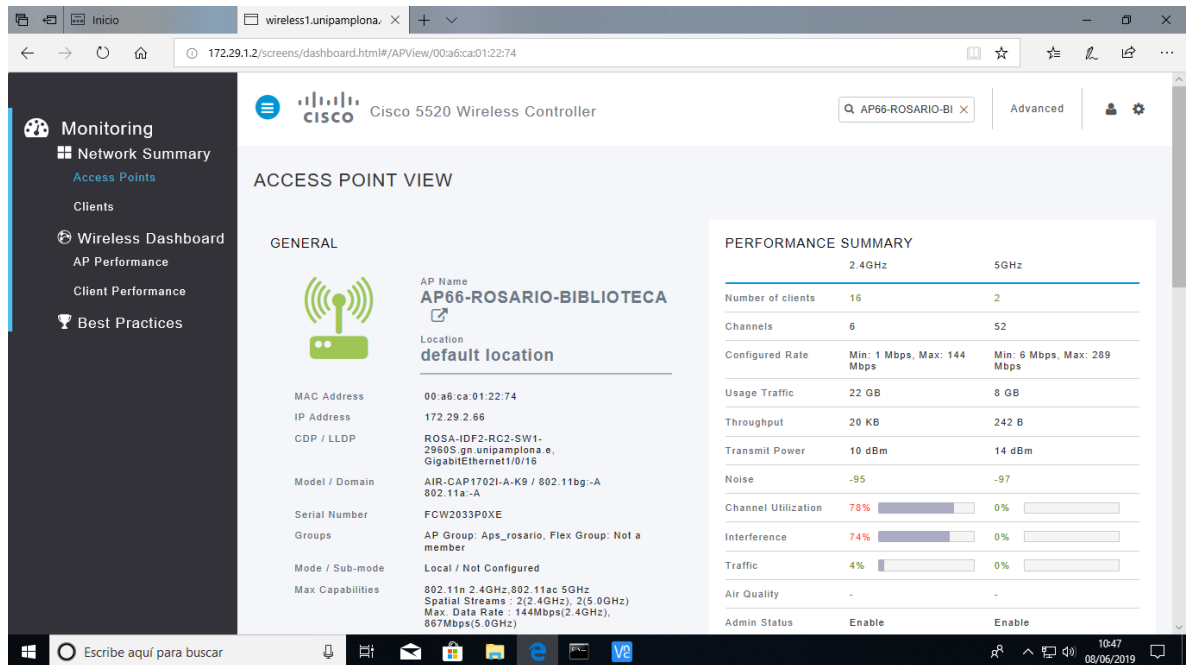 Inicio
wireless1.unipamplona.
172.29.1.2/screens/dashboard.html#/APView/00:a6:ca:01:22:74
CISCO Cisco 5520 Wireless Controller
AP66-ROSARIO-BI
Advanced
Monitoring
Network Summary
Access Points
Clients
Wireless Dashboard
AP Performance
Client Performance
Best Practices
ACCESS POINT VIEW
GENERAL
AP Name
AP66-ROSARIO-BIBLIOTECA
Location
default location
MAC Address 00:a6:ca:01:22:74
IP Address 172.29.2.66
CDP / LLDP ROSA-IDF2-RC2-SW1-
2960S.gn.unipamplona.e,
GigabitEthernet1/0/16
Model / Domain AIR-CAP1702I-A-K9 / 802.11bg:-A
802.11a:-A
Serial Number FCW2033P0XE
Groups AP Group: Aps_rosario, Flex Group: Not a
member
Mode / Sub-mode Local / Not Configured
Max Capabilities 802.11n 2.4GHz,802.11ac 5GHz
Spatial Streams : 2(2.4GHz), 2(5.0GHz)
Max. Data Rate : 144Mbps(2.4GHz),
867Mbps(5.0GHz)
PERFORMANCE SUMMARY
2.4GHz 5GHz
Number of clients 16 2
Channels 6 52
Configured Rate Min: 1 Mbps, Max: 144 Mbps Min: 6 Mbps, Max: 289 Mbps
Usage Traffic 22 GB 8 GB
Throughput 20 KB 242 B
Transmit Power 10 dBm 14 dBm
Noise -95 -97
Channel Utilization 78% 0%
Interference 74% 0%
Traffic 4% 0%
Air Quality - -
Admin Status Enable Enable
Escribe aquí para buscar
10:47
08/06/2019